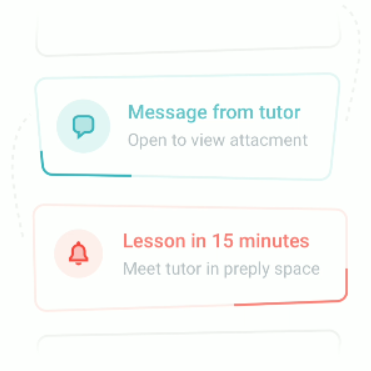 Message from tutor
Open to view attacment
Lesson in 15 minutes
Meet tutor in preply space